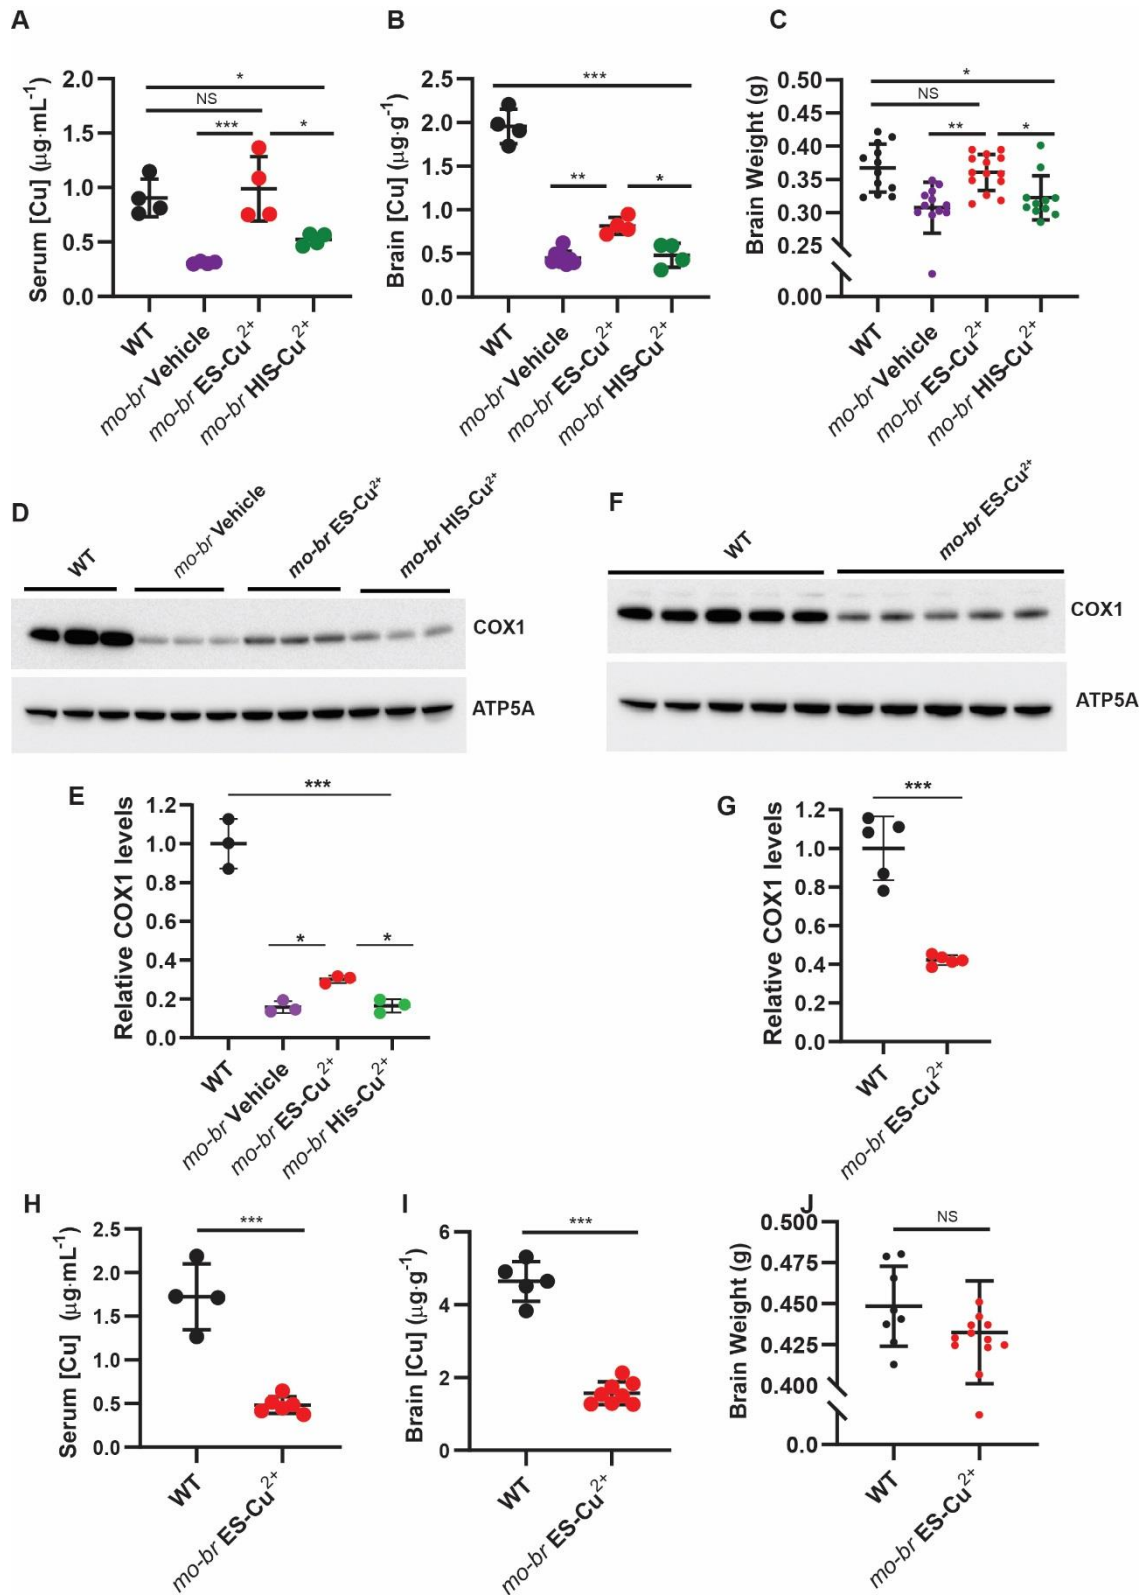 A
Serum [Cu] (μg·mL⁻¹)
2.0
1.5
1.0
0.5
0.0
*
NS
***
*
WT
mo-br Vehicle
mo-br ES-Cu²⁺
mo-br HIS-Cu²⁺
B
Brain [Cu] (μg·g⁻¹)
2.5
2.0
1.5
1.0
0.5
0.0
***
**
*
WT
mo-br Vehicle
mo-br ES-Cu²⁺
mo-br HIS-Cu²⁺
C
Brain Weight (g)
0.50
0.45
0.40
0.35
0.30
0.25
0.00
*
NS
**
*
WT
mo-br Vehicle
mo-br ES-Cu²⁺
mo-br HIS-Cu²⁺
D
WT
mo-br Vehicle
mo-br ES-Cu²⁺
mo-br HIS-Cu²⁺
COX1
ATP5A
F
WT
mo-br ES-Cu²⁺
COX1
ATP5A
E
Relative COX1 levels
1.2
1.0
0.8
0.6
0.4
0.2
0.0
***
*
*
WT
mo-br Vehicle
mo-br ES-Cu²⁺
mo-br His-Cu²⁺
G
Relative COX1 levels
1.2
1.0
0.8
0.6
0.4
0.2
0.0
***
WT
mo-br ES-Cu²⁺
H
Serum [Cu] (μg·mL⁻¹)
2.5
2.0
1.5
1.0
0.5
0.0
***
WT
mo-br ES-Cu²⁺
I
Brain [Cu] (μg·g⁻¹)
6
4
2
0
***
WT
mo-br ES-Cu²⁺
J
Brain Weight (g)
0.500
0.475
0.450
0.425
0.400
0.0
NS
WT
mo-br ES-Cu²⁺